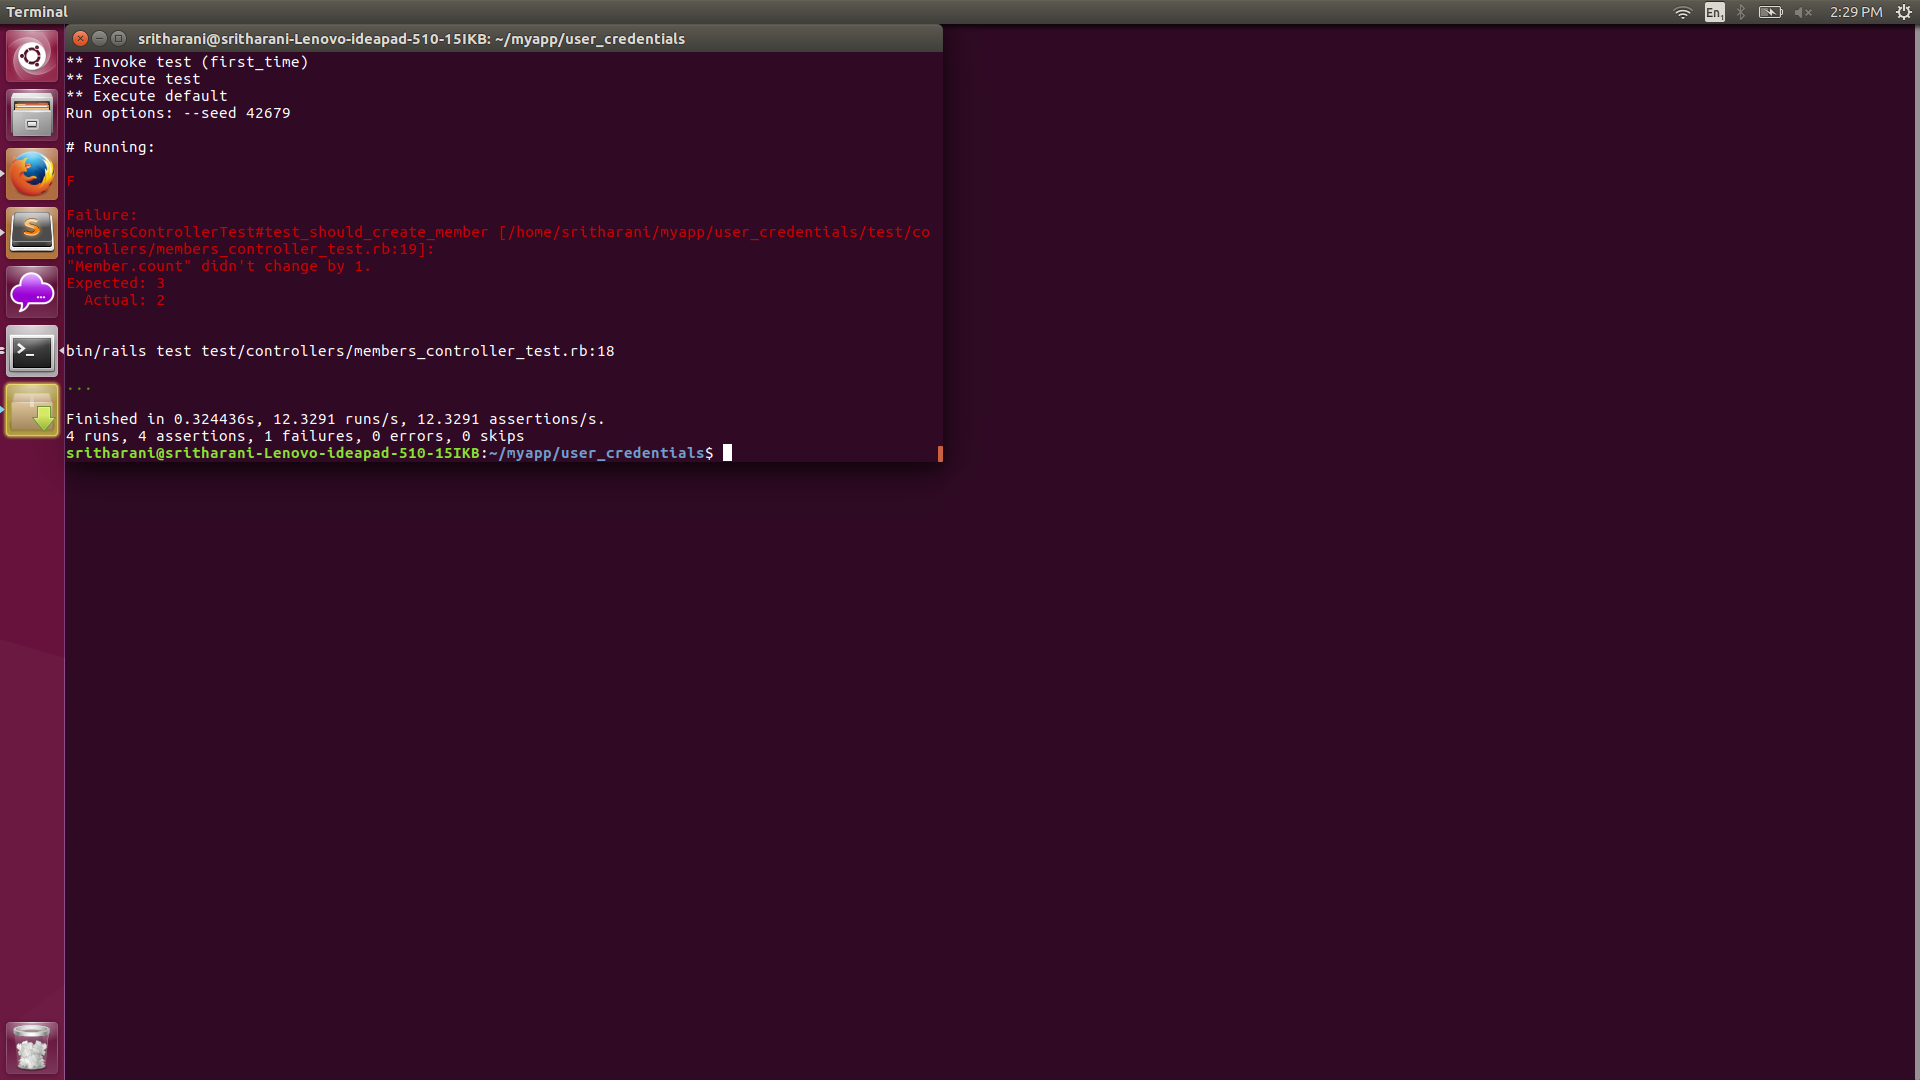 Terminal
En1
2:29 PM
sritharani@sritharani-Lenovo-ideapad-510-15IKB: ~/myapp/user_credentials
** Invoke test (first_time)
** Execute test
** Execute default
Run options: --seed 42679
# Running:
F
Failure:
MembersControllerTest#test_should_create_member [/home/sritharani/myapp/user_credentials/test/co
ntrollers/members_controller_test.rb:19]:
"Member.count" didn't change by 1.
Expected: 3
  Actual: 2
bin/rails test test/controllers/members_controller_test.rb:18
...
Finished in 0.324436s, 12.3291 runs/s, 12.3291 assertions/s.
4 runs, 4 assertions, 1 failures, 0 errors, 0 skips
sritharani@sritharani-Lenovo-ideapad-510-15IKB:~/myapp/user_credentials$